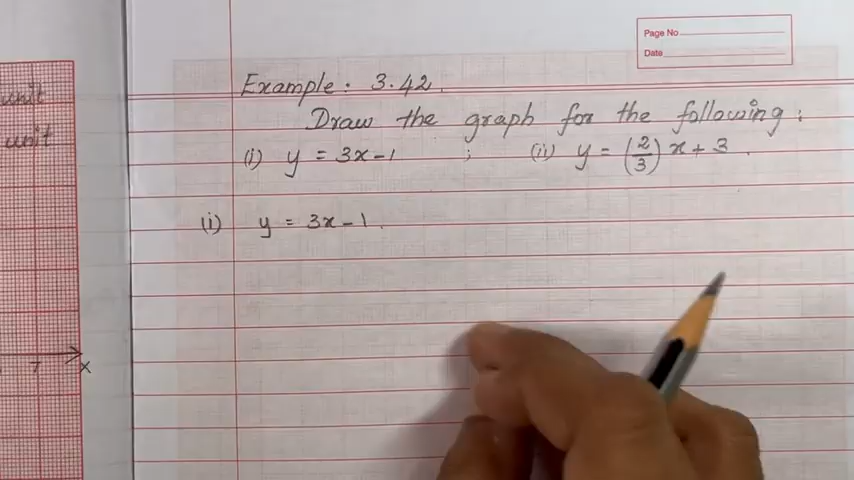 Page No
Date
Example: 3.42.
Draw the graph for the following:
(i) y = 3x-1 ; (ii) y = (2/3) x + 3.
(i) y = 3x-1.
unit
unit
7 X